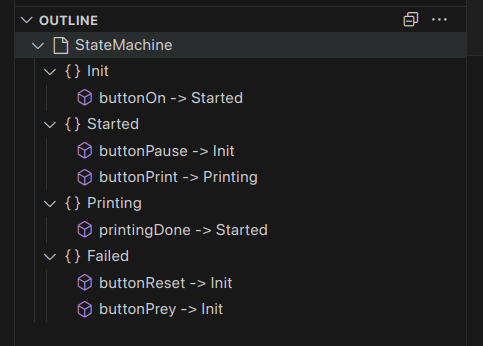 OUTLINE
StateMachine
{} Init
buttonOn -> Started
{} Started
buttonPause -> Init
buttonPrint -> Printing
{} Printing
printingDone -> Started
{} Failed
buttonReset -> Init
buttonPrey -> Init